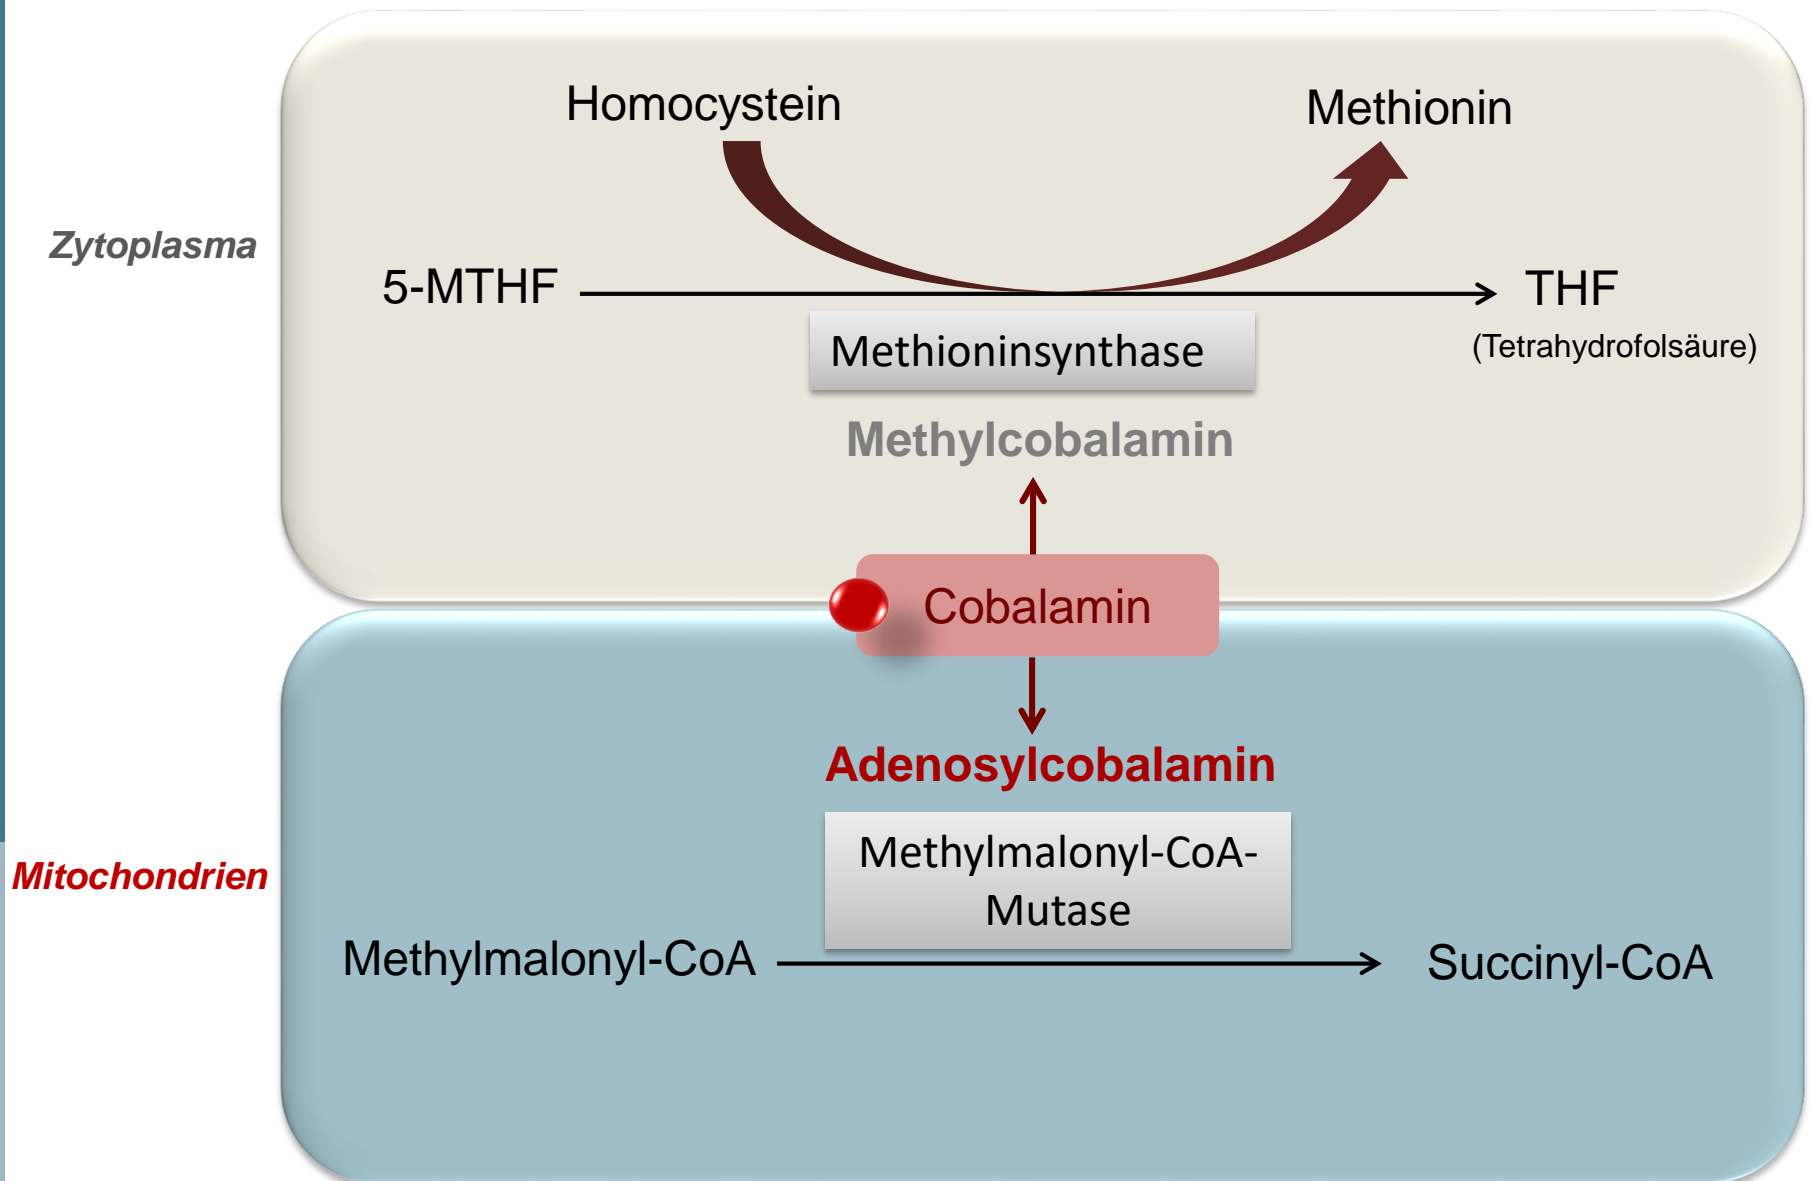 Homocystein
Methionin
Zytoplasma
5-MTHF
THF
(Tetrahydrofolsäure)
Methioninsynthase
Methylcobalamin
Cobalamin
Adenosylcobalamin
Methylmalonyl-CoA-
Mutase
Mitochondrien
Methylmalonyl-CoA
Succinyl-CoA